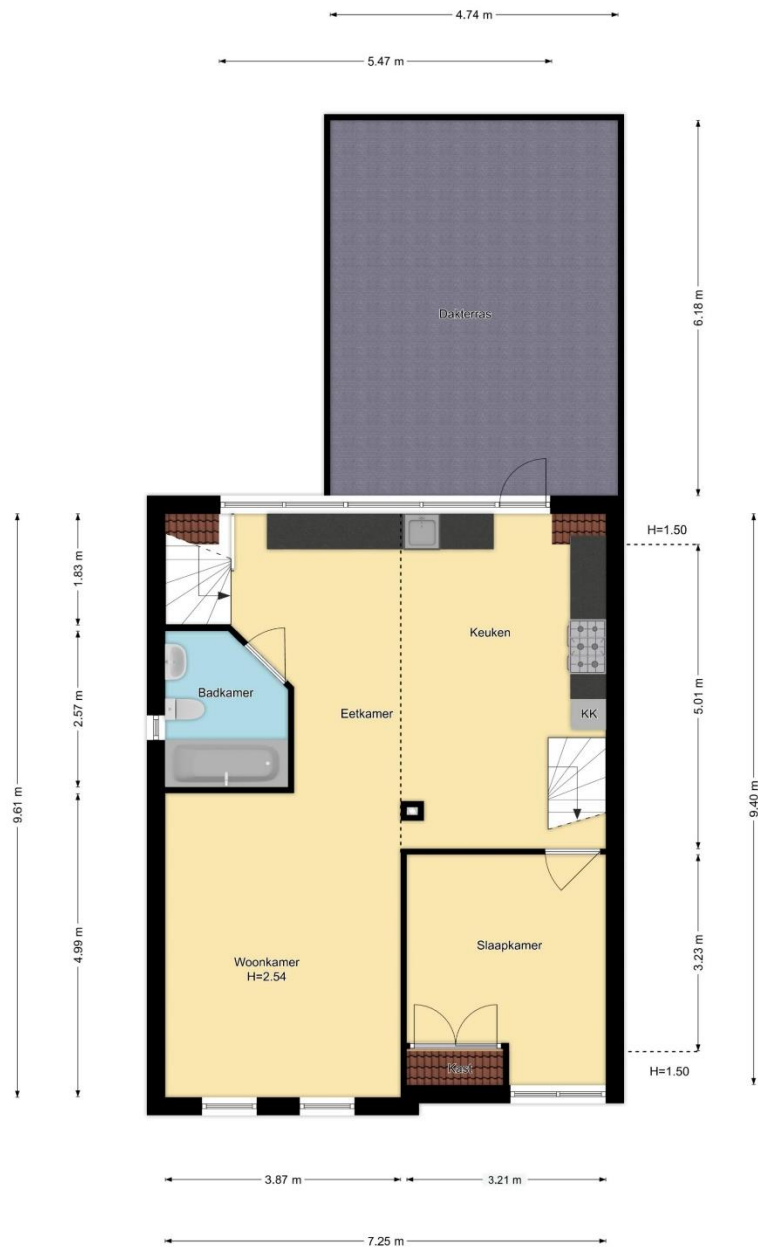 4.74 m
5.47 m
6.18 m
Dakterras
H=1.50
1.83 m
Keuken
Badkamer
2.57 m
5.01 m
Eetkamer
KK
9.61 m
9.40 m
4.99 m
Slaapkamer
3.23 m
Woonkamer
H=2.54
Kast
H=1.50
3.87 m
3.21 m
7.25 m